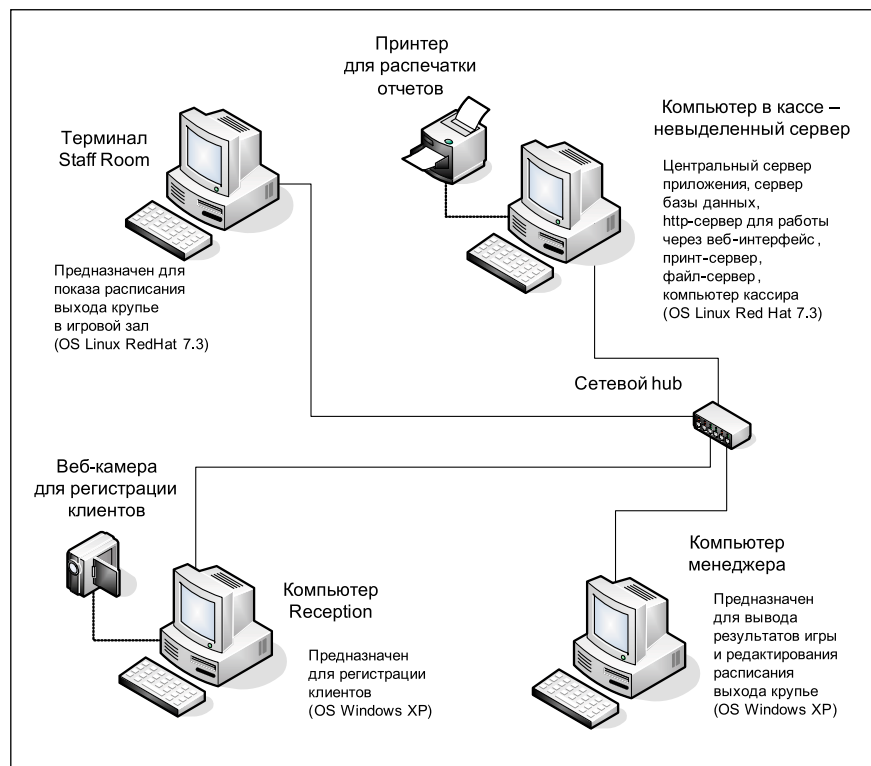 Принтер
для распечатки
отчетов
Компьютер в кассе –
невыделенный сервер
Центральный сервер
приложения, сервер
базы данных,
http-сервер для работы
через веб-интерфейс,
принт-сервер,
файл-сервер,
компьютер кассира
(OS Linux Red Hat 7.3)
Терминал
Staff Room
Предназначен для
показа расписания
выхода крупье
в игровой зал
(OS Linux RedHat 7.3)
Сетевой hub
Веб-камера
для регистрации
клиентов
Компьютер
Reception
Предназначен
для регистрации
клиентов
(OS Windows XP)
Компьютер
менеджера
Предназначен
для вывода
результатов игры
и редактирования
расписания
выхода крупье
(OS Windows XP)